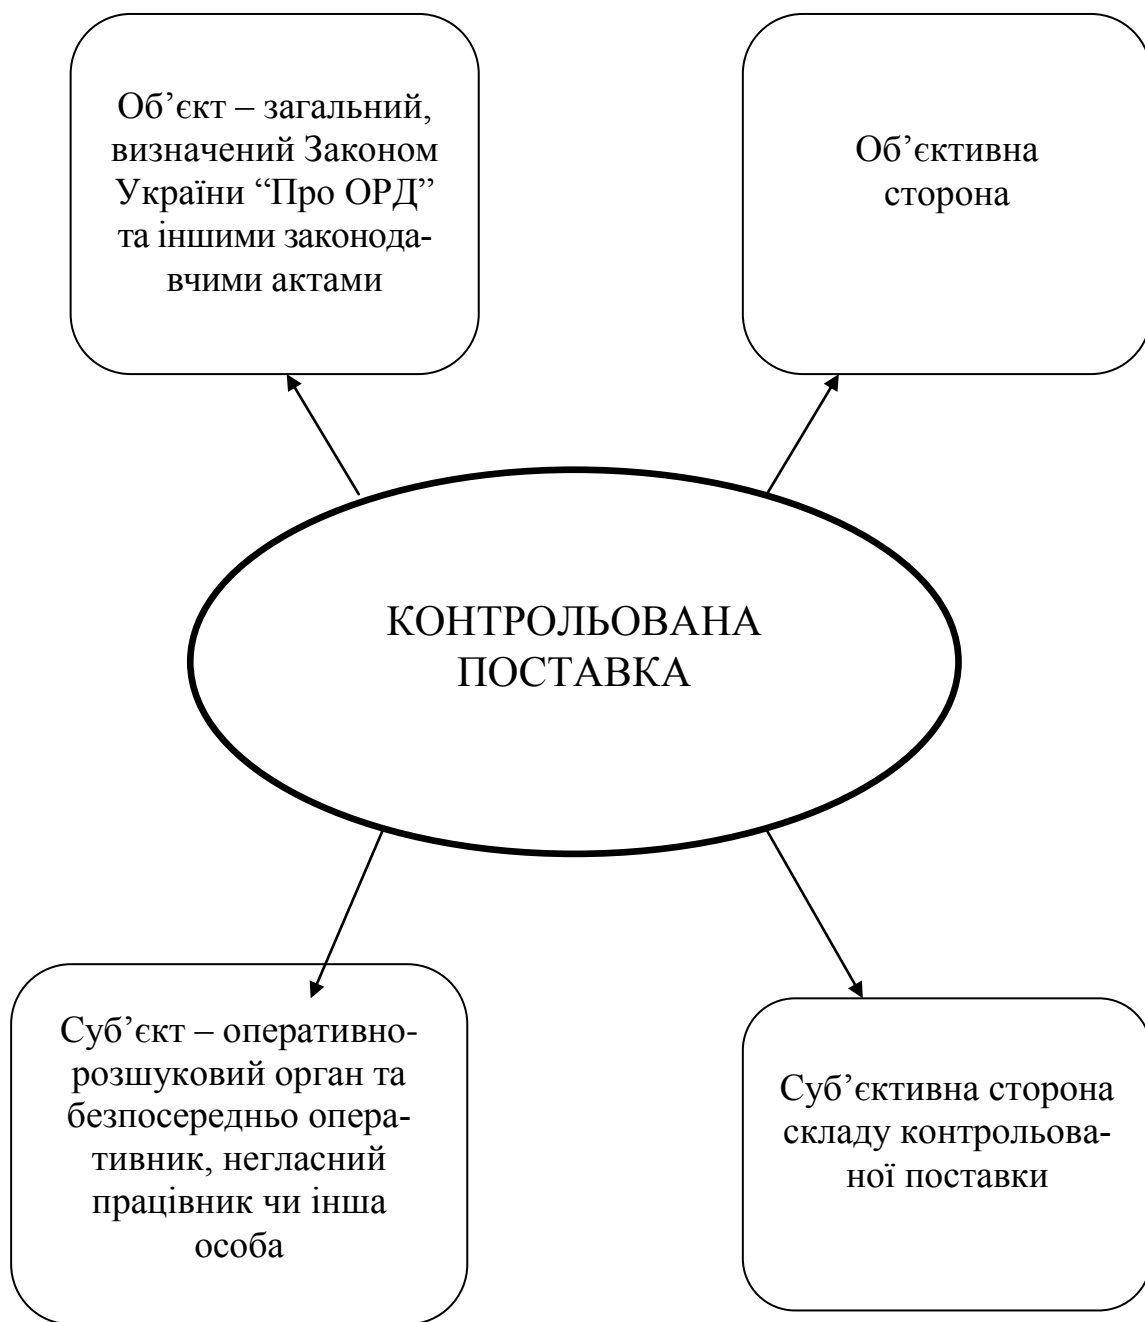 Об’єкт – загальний,
визначений Законом
України “Про ОРД”
та іншими законода-
вчими актами
Об’єктивна
сторона
КОНТРОЛЬОВАНА
ПОСТАВКА
Суб’єкт – оперативно-
розшуковий орган та
безпосередньо опера-
тивник, негласний
працівник чи інша
особа
Суб’єктивна сторона
складу контрольова-
ної поставки